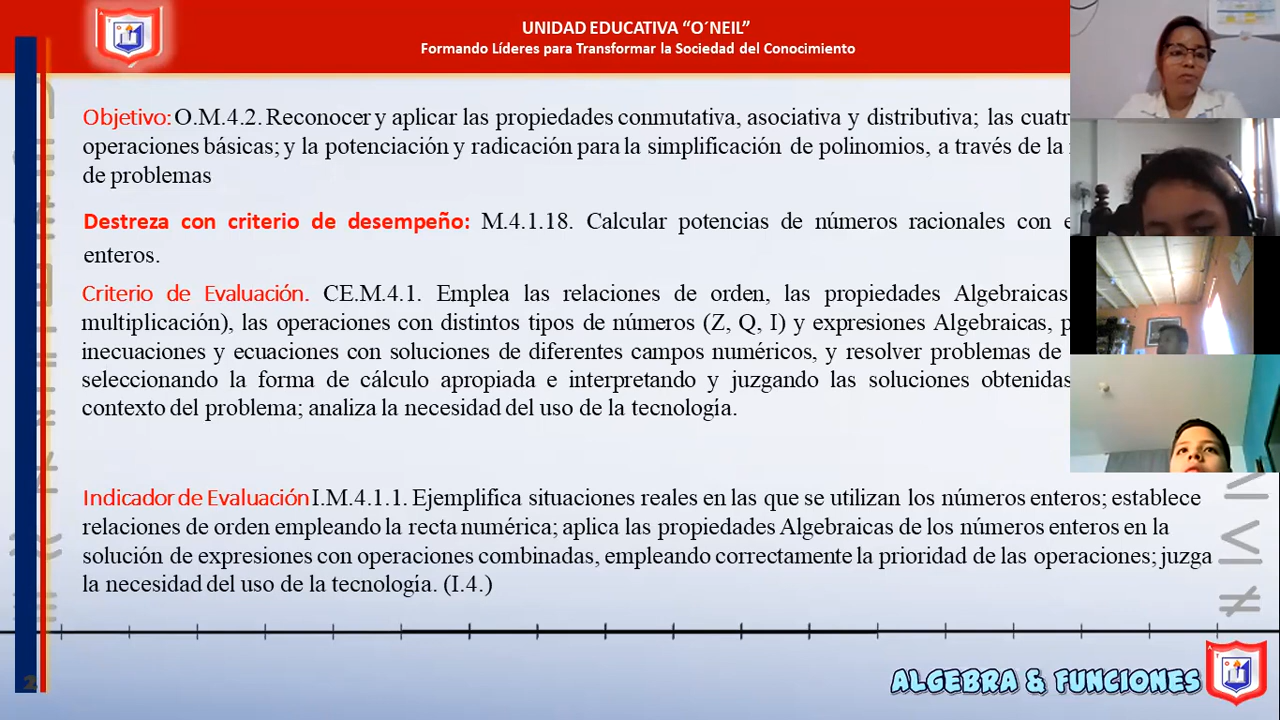 UNIDAD EDUCATIVA “O´NEIL”
Formando Líderes para Transformar la Sociedad del Conocimiento
Objetivo: O.M.4.2. Reconocer y aplicar las propiedades conmutativa, asociativa y distributiva; las
operaciones básicas; y la potenciación y radicación para la simplificación de polinomios, a través de la
de problemas
Destreza con criterio de desempeño: M.4.1.18. Calcular potencias de números racionales con
enteros.
Criterio de Evaluación. CE.M.4.1. Emplea las relaciones de orden, las propiedades Algebraicas
multiplicación), las operaciones con distintos tipos de números (Z, Q, I) y expresiones Algebraicas,
inecuaciones y ecuaciones con soluciones de diferentes campos numéricos, y resolver problemas de
seleccionando la forma de cálculo apropiada e interpretando y juzgando las soluciones obtenidas
contexto del problema; analiza la necesidad del uso de la tecnología.
Indicador de Evaluación I.M.4.1.1. Ejemplifica situaciones reales en las que se utilizan los números enteros; establece
relaciones de orden empleando la recta numérica; aplica las propiedades Algebraicas de los números enteros en la
solución de expresiones con operaciones combinadas, empleando correctamente la prioridad de las operaciones; juzga
la necesidad del uso de la tecnología. (I.4.)
2
ALGEBRA & FUNCIONES